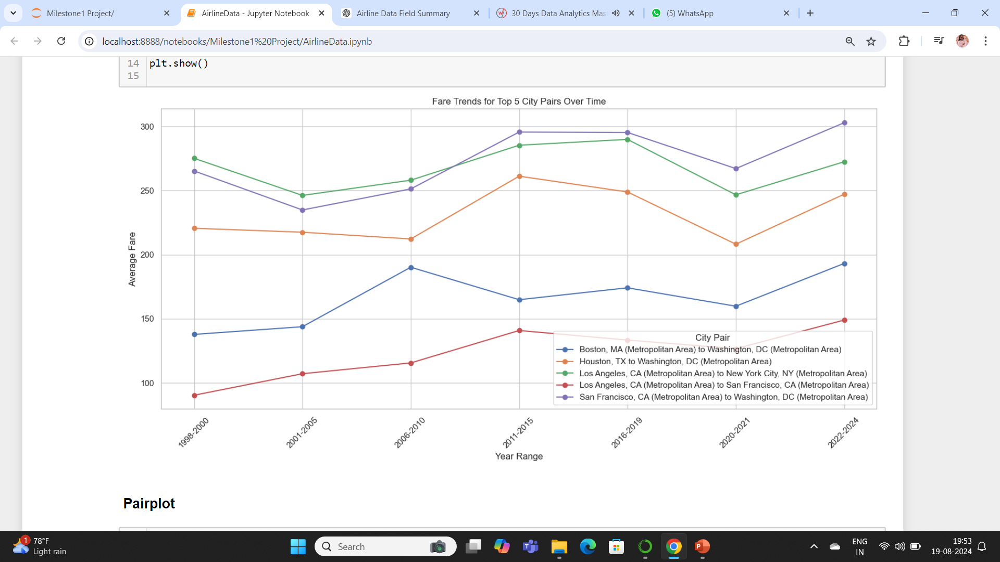 Milestone1 Project/
AirlineData - Jupyter Notebook
Airline Data Field Summary
30 Days Data Analytics Mas
(5) WhatsApp
localhost:8888/notebooks/Milestone1%20Project/AirlineData.ipynb
14 plt.show()
15
Fare Trends for Top 5 City Pairs Over Time
300
250
200
150
100
Average Fare
City Pair
Boston, MA (Metropolitan Area) to Washington, DC (Metropolitan Area)
Houston, TX to Washington, DC (Metropolitan Area)
Los Angeles, CA (Metropolitan Area) to New York City, NY (Metropolitan Area)
Los Angeles, CA (Metropolitan Area) to San Francisco, CA (Metropolitan Area)
San Francisco, CA (Metropolitan Area) to Washington, DC (Metropolitan Area)
1998-2000
2001-2005
2006-2010
2011-2015
2016-2019
2020-2021
2022-2024
Year Range
Pairplot
1
78°F
Light rain
Search
ENG
IN
19:53
19-08-2024